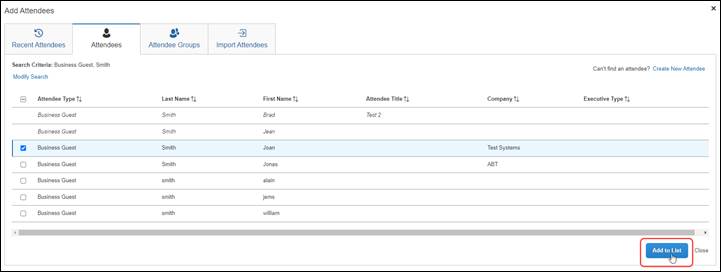 Add Attendees
×
Recent Attendees Attendees Attendee Groups Import Attendees
Search Criteria: Business Guest, Smith
Can't find an attendee? Create New Attendee
Modify Search
Attendee Type Last Name First Name Attendee Title Company Executive Type
Business Guest Smith Brad Test 2
Business Guest Smith Jean
Business Guest Smith Joan Test Systems
Business Guest Smith Jonas ABT
Business Guest smith alain
Business Guest smith jems
Business Guest smith william
Add to List Close